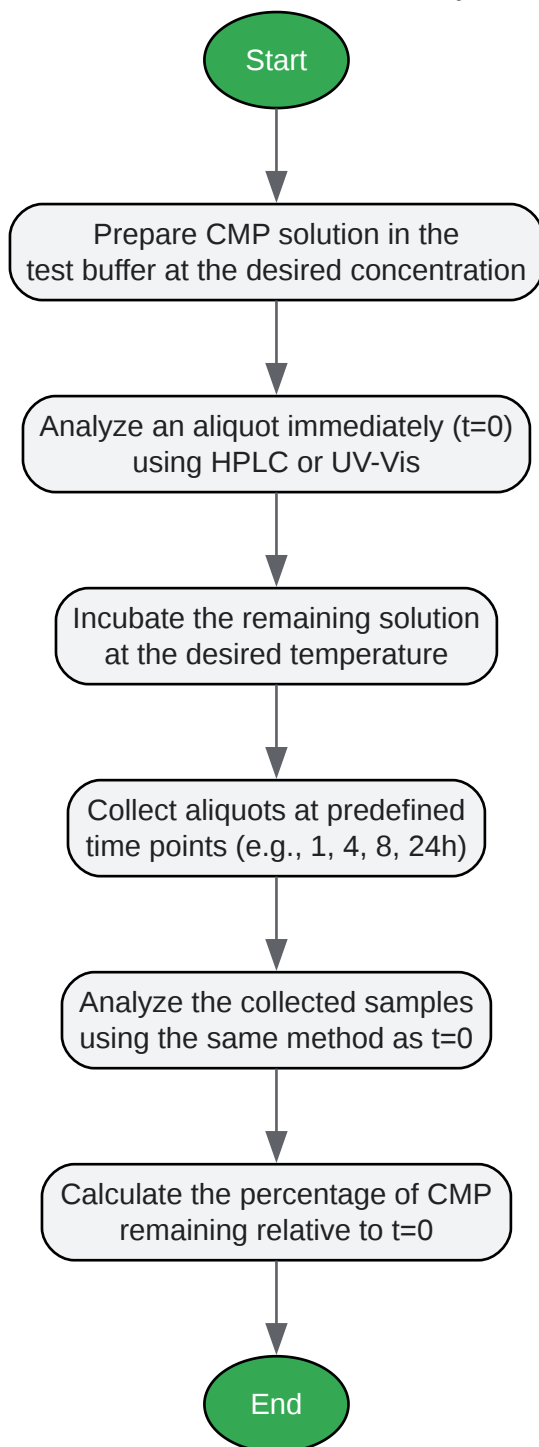 Start
Prepare CMP solution in the
test buffer at the desired concentration
Analyze an aliquot immediately (t=0)
using HPLC or UV-Vis
Incubate the remaining solution
at the desired temperature
Collect aliquots at predefined
time points (e.g., 1, 4, 8, 24h)
Analyze the collected samples
using the same method as t=0
Calculate the percentage of CMP
remaining relative to t=0
End